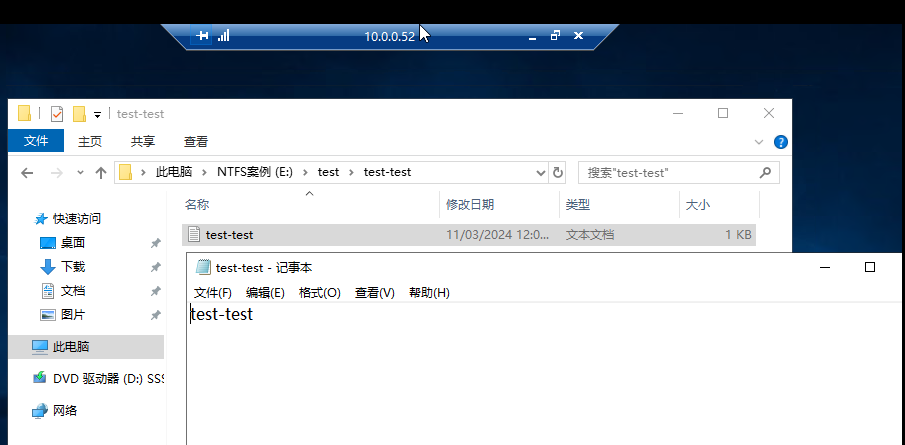 10.0.0.52
test-test
文件 主页 共享 查看
此电脑 NTFS案例 (E:) test test-test 搜索"test-test"
名称 修改日期 类型 大小
快速访问
test-test 11/03/2024 12:0... 文本文档 1 KB
桌面
下载
文档
图片
此电脑
DVD 驱动器 (D:) SS
网络
test-test - 记事本
文件(F) 编辑(E) 格式(O) 查看(V) 帮助(H)
test-test